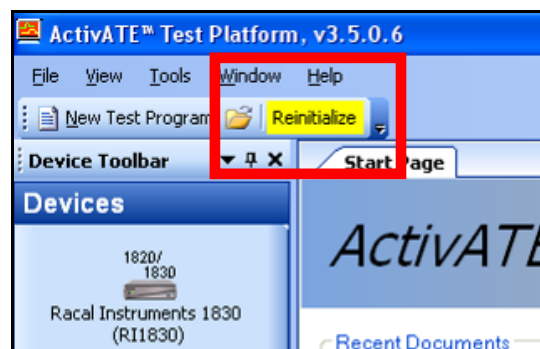 ActivATE™ Test Platform, v3.5.0.6
File View Tools Window Help
New Test Program Reinitialize
Device Toolbar
Start Page
Devices
ActivATE
1820/
1830
Racal Instruments 1830
(RI1830)
Recent Documents